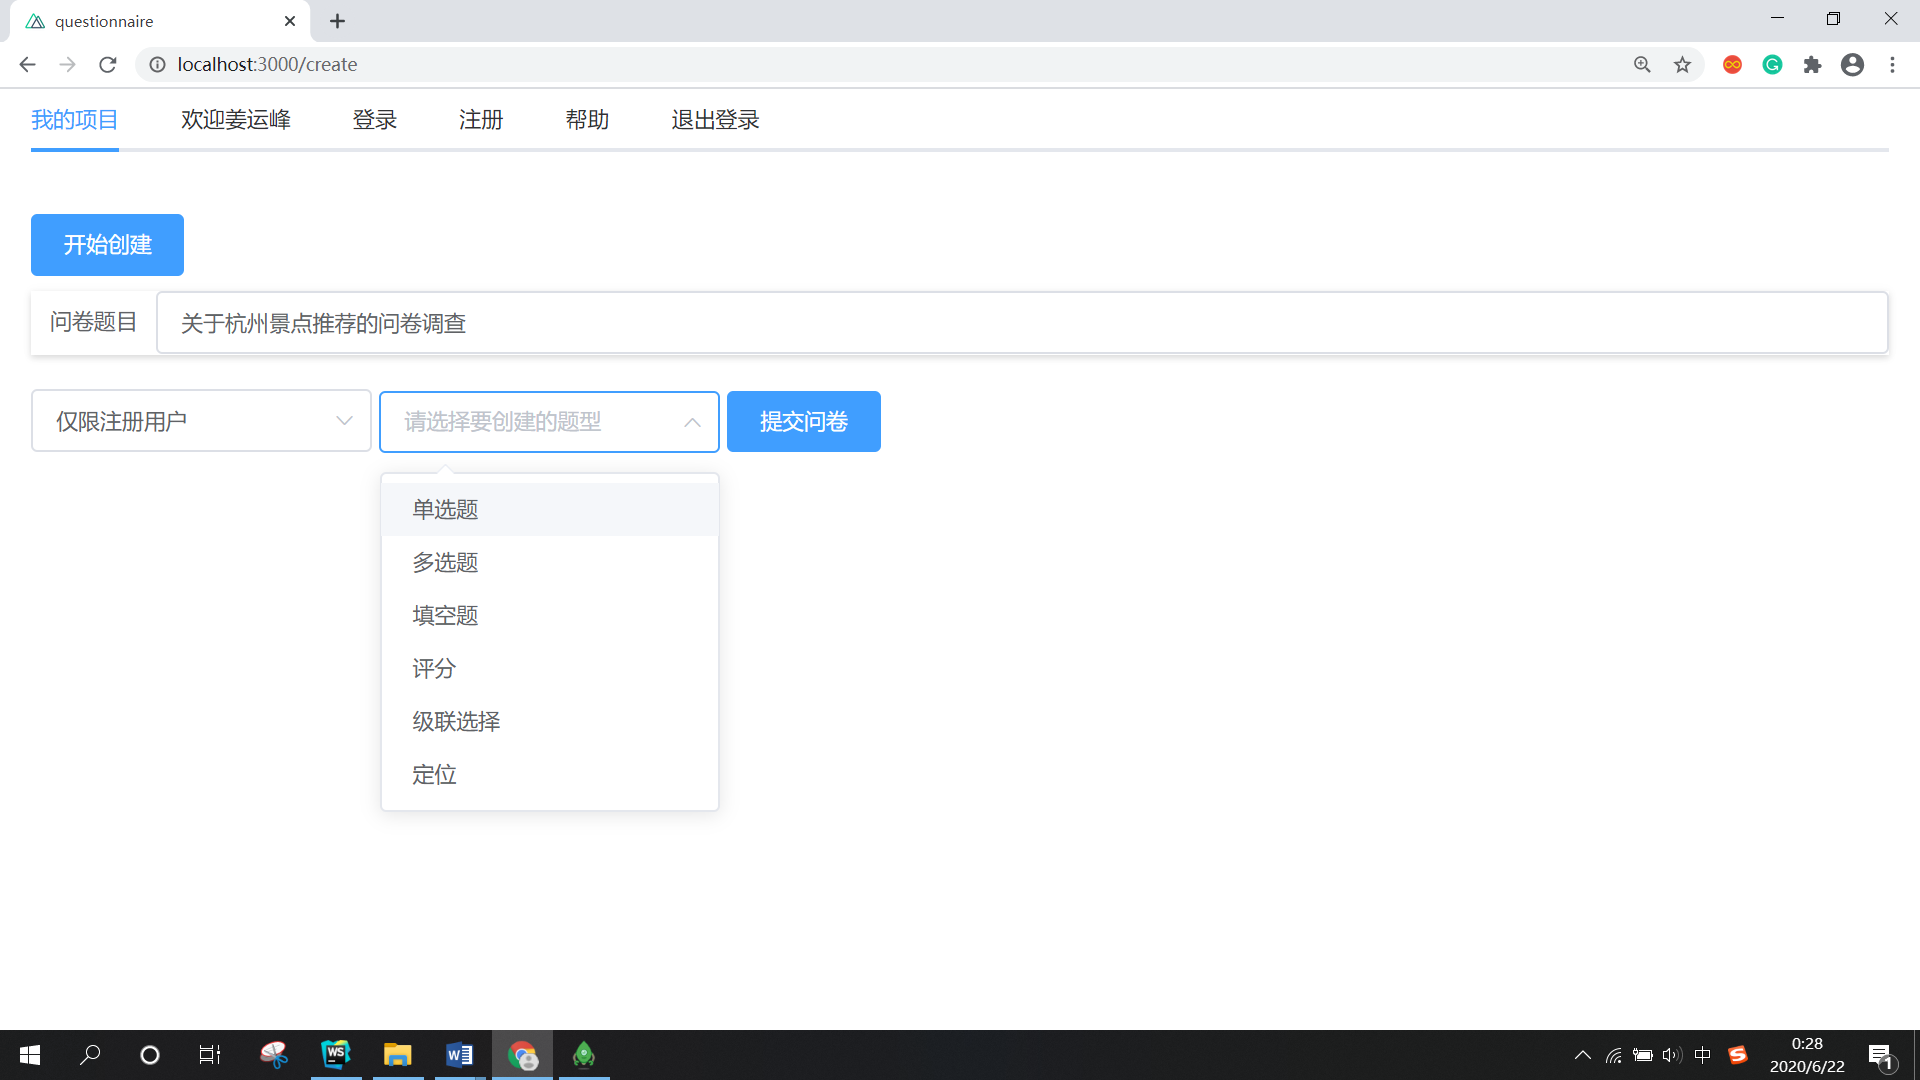 questionnaire
localhost:3000/create
我的项目 欢迎姜运峰 登录 注册 帮助 退出登录
开始创建
问卷题目 关于杭州景点推荐的问卷调查
仅限注册用户 请选择要创建的题型 提交问卷
单选题
多选题
填空题
评分
级联选择
定位
WS W 中 S 0:28
2020/6/22 1